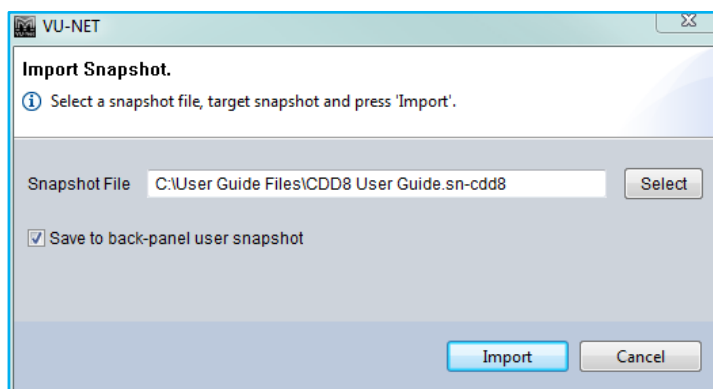 VU-NET
Import Snapshot.
Select a snapshot file, target snapshot and press 'Import'.
Snapshot File C:\User Guide Files\CDD8 User Guide.sn-cdd8 Select
Save to back-panel user snapshot
Import Cancel